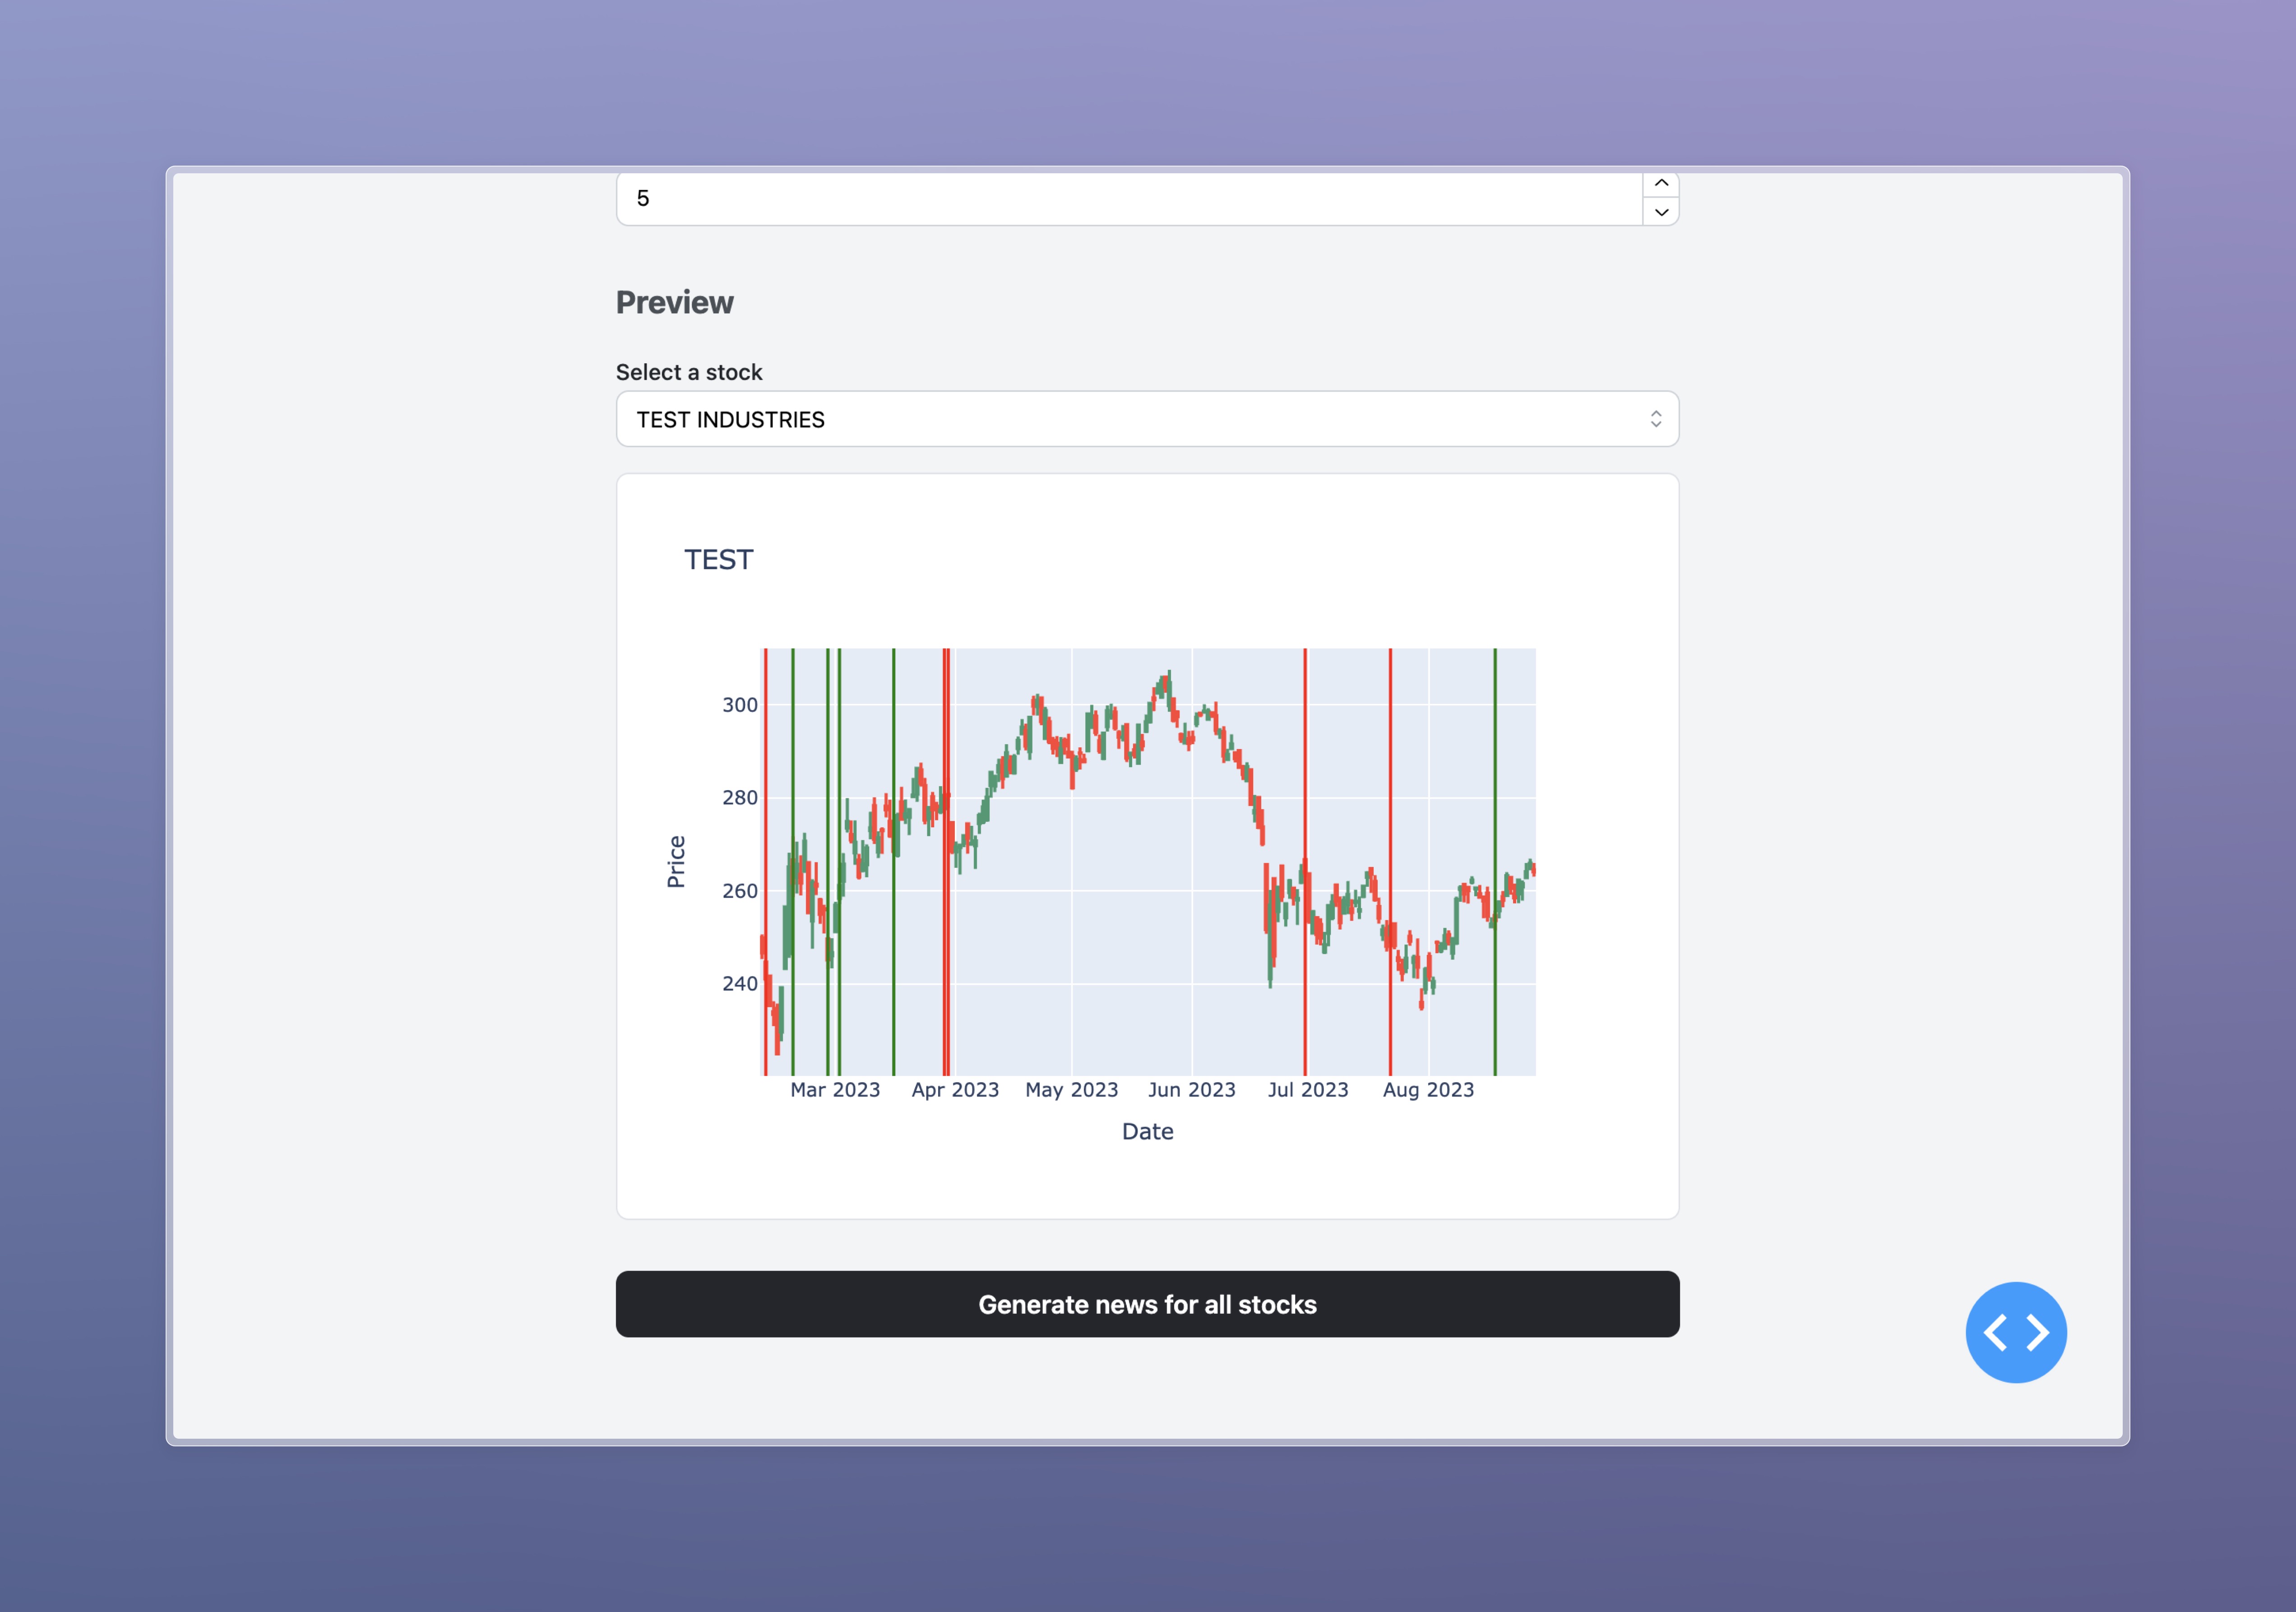 5
Preview
Select a stock
TEST INDUSTRIES
TEST
300
280
260
240
Price
Mar 2023 Apr 2023 May 2023 Jun 2023 Jul 2023 Aug 2023
Date
Generate news for all stocks